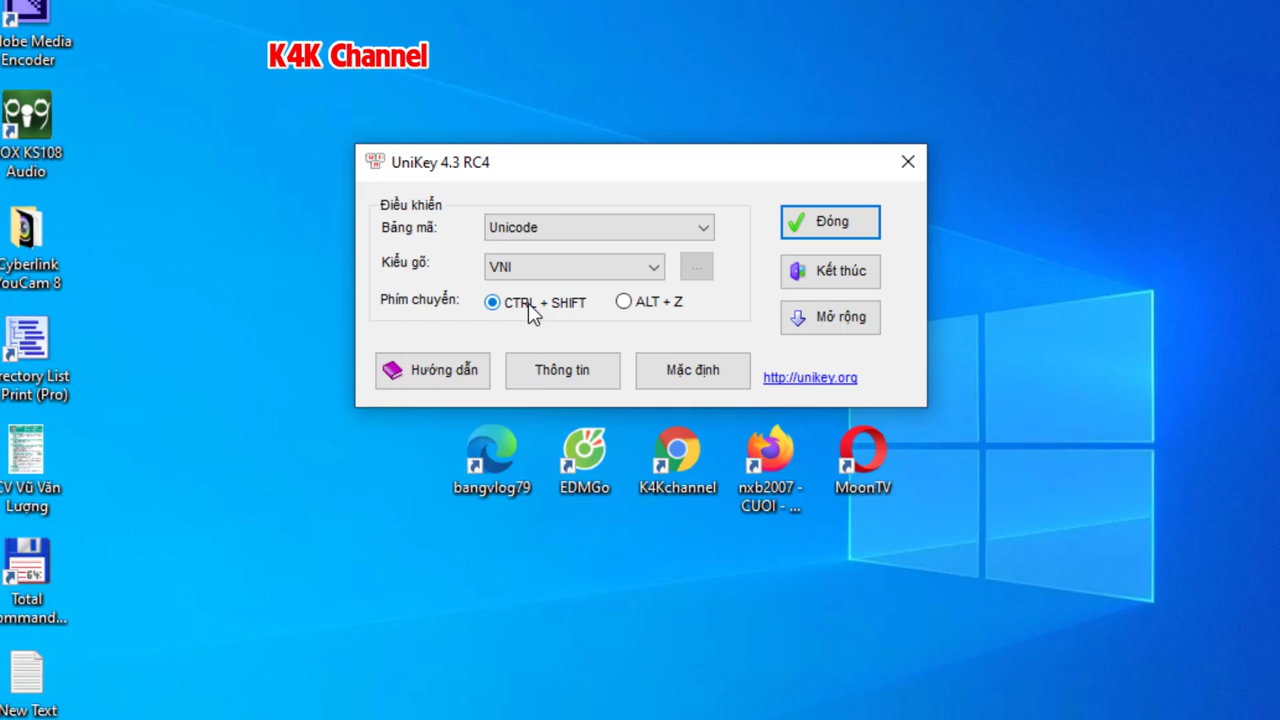 K4K Channel
obe Media
Encoder
OX KS108
Audio
Cyberlink
YouCam 8
rectory List
Print (Pro)
CV Vũ Văn
Lượng
64
Total
ommand...
New Text
UniKey 4.3 RC4
Điều khiển
Bảng mã:
Unicode
Kiểu gõ:
VNI
...
Phím chuyển:
CTRL + SHIFT
ALT + Z
Đóng
Kết thúc
Mở rộng
Hướng dẫn
Thông tin
Mặc định
http://unikey.org
bangvlog79
EDMGo
K4Kchannel
nxb2007 -
CUOI - ...
MoonTV